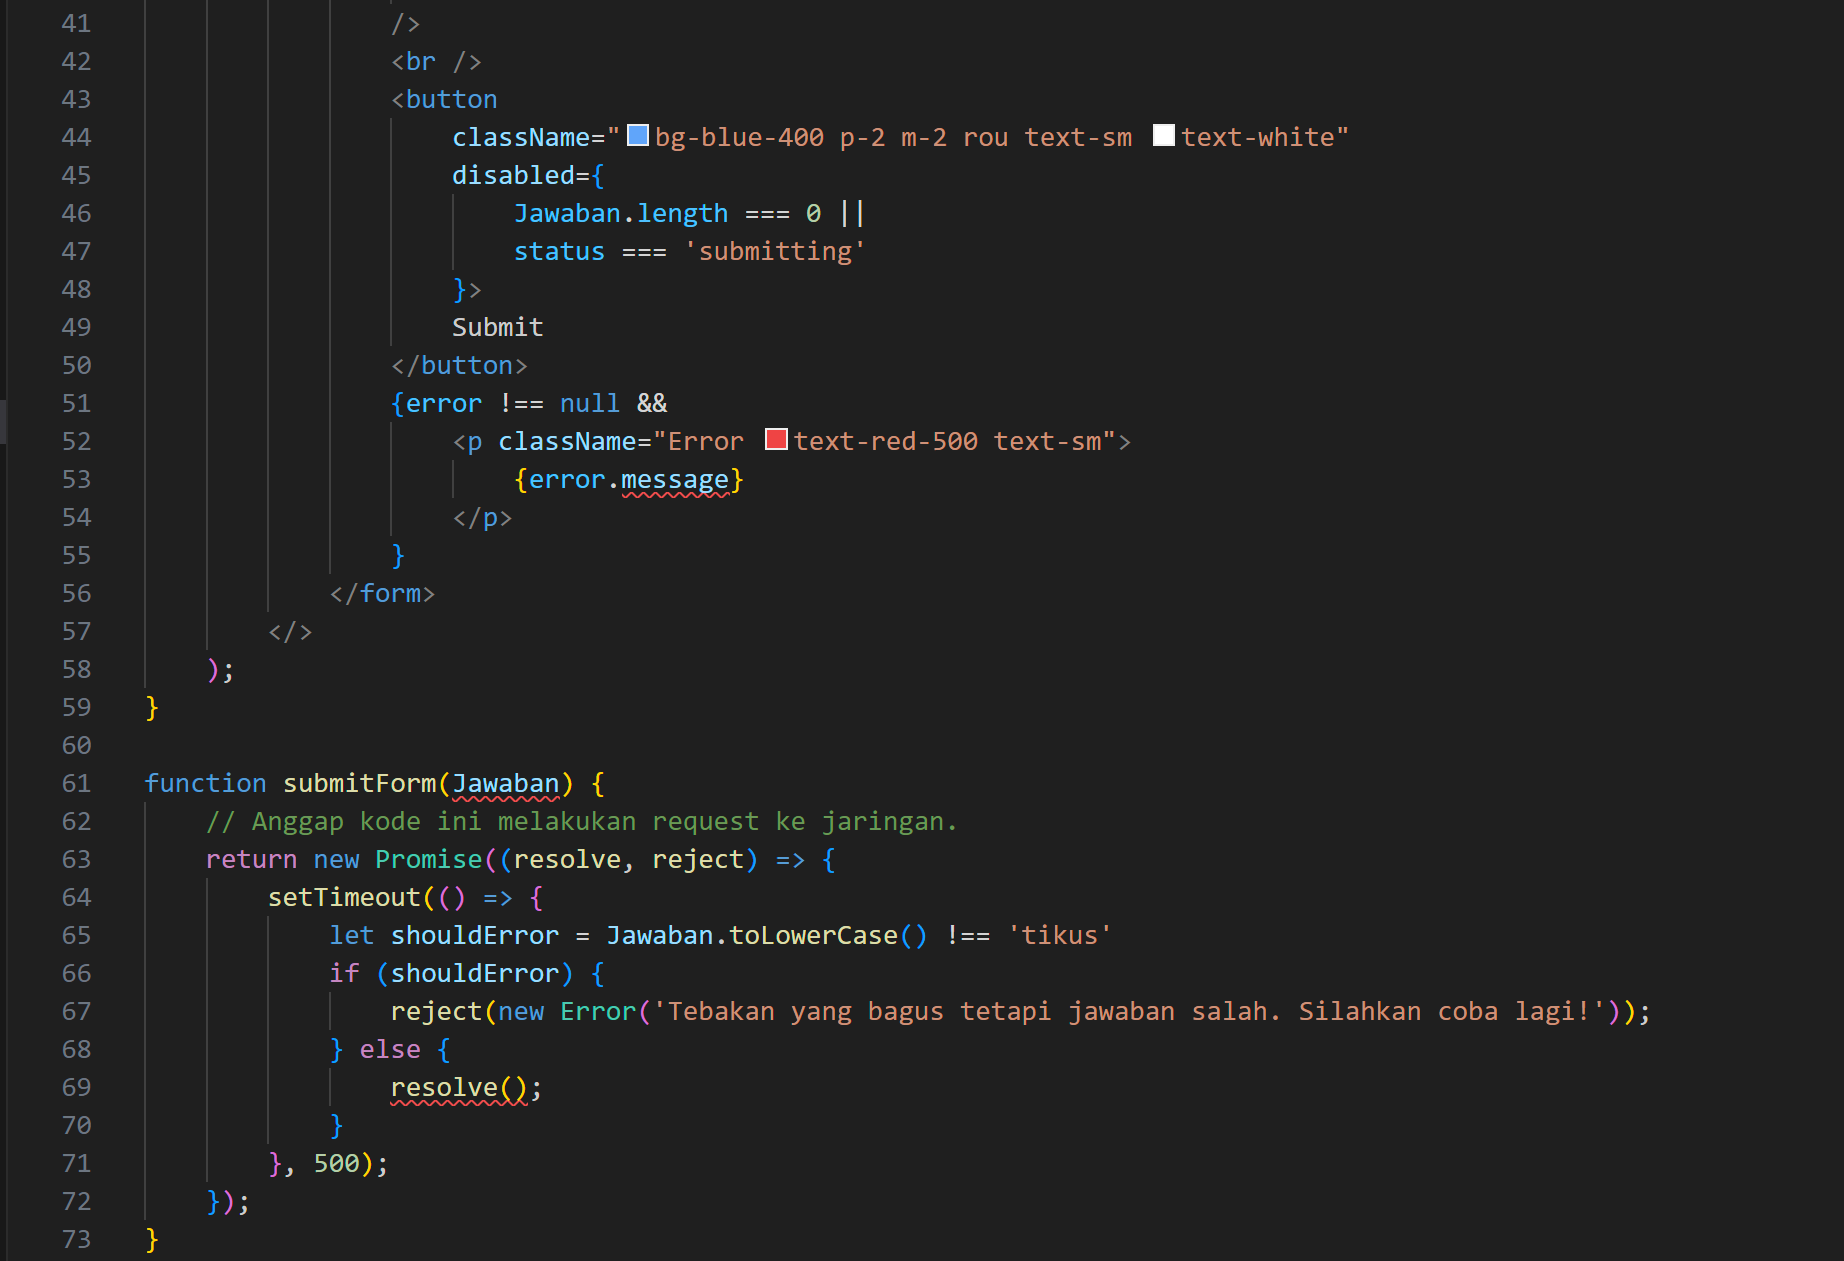 41 />
42 <br />
43 <button
44 className="bg-blue-400 p-2 m-2 rou text-sm text-white"
45 disabled={
46 Jawaban.length === 0 ||
47 status === 'submitting'
48 }>
49 Submit
50 </button>
51 {error !== null &&
52 <p className="Error text-red-500 text-sm">
53 {error.message}
54 </p>
55 }
56 </form>
57 </>
58 );
59 }
60
61 function submitForm(Jawaban) {
62 // Anggap kode ini melakukan request ke jaringan.
63 return new Promise((resolve, reject) => {
64 setTimeout(() => {
65 let shouldError = Jawaban.toLowerCase() !== 'tikus'
66 if (shouldError) {
67 reject(new Error('Tebakan yang bagus tetapi jawaban salah. Silahkan coba lagi!'));
68 } else {
69 resolve();
70 }
71 }, 500);
72 });
73 }